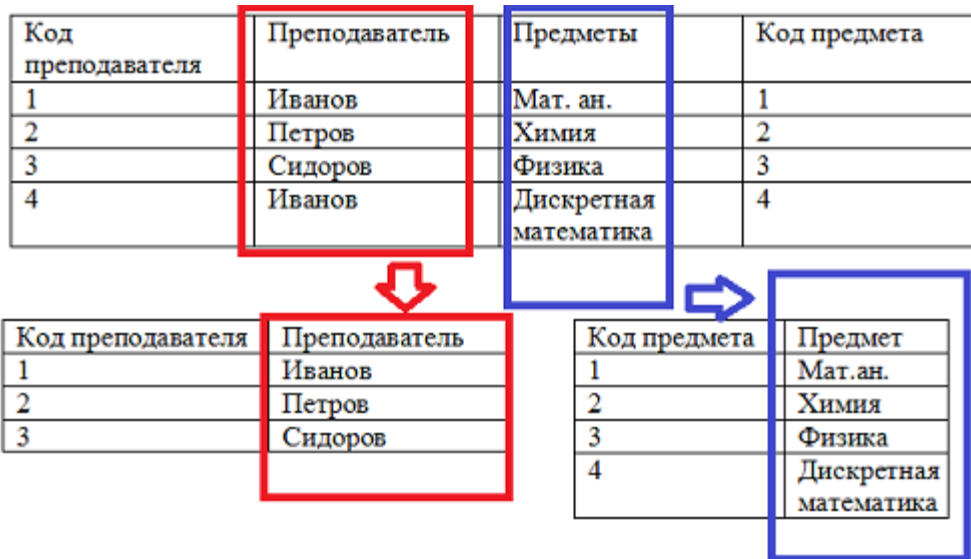 Код преподавателя Преподаватель Предметы Код предмета
1 Иванов Мат. ан. 1
2 Петров Химия 2
3 Сидоров Физика 3
4 Иванов Дискретная математика 4
Код преподавателя Преподаватель
1 Иванов
2 Петров
3 Сидоров
Код предмета Предмет
1 Мат.ан.
2 Химия
3 Физика
4 Дискретная
математика